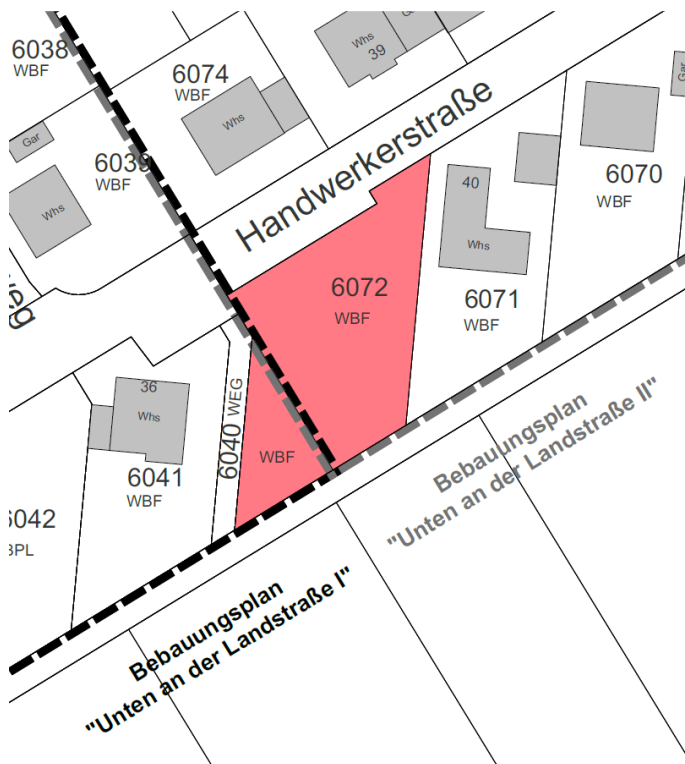 6038
WBF
6074
WBF
Whs
Whs
39
Ga
Gar
Gar
6039
WBF
Whs
Handwerkerstraße
40
Whs
6070
WBF
6072
WBF
6071
WBF
eg
36
Whs
6040 WEG
WBF
6041
WBF
6042
BPL
Bebauungsplan
"Unten an der Landstraße II"
Bebauungsplan
"Unten an der Landstraße I"